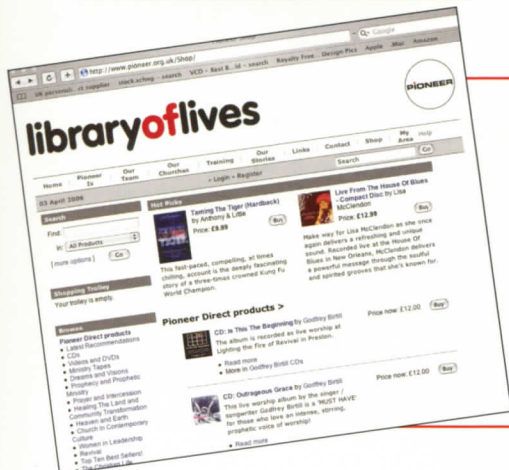 http://www.pioneer.org.uk/Shop/
Google
stock.xchng - search VCD - Rest B...ld - search Royalty Free - Design Pics Apple Mac Amazon
libraryoflives
PIONEER
Home
Pioneer Is
Our Team
Our Churches
Training
Our Stories
Links
Contact
Shop
My Area
Help
03 April 2006
» Login » Register
Search
Go
Search
Find:
In: All Products
[more options] Go
Shopping Trolley
Your trolley is empty.
Browse
Pioneer Direct products
Latest Recommendations
CDs
Videos and DVDs
Ministry Tapes
Dreams and Visions
Prophecy and Prophetic
Ministry
Prayer and Intercession
Healing The Land and
Community Transformation
Heaven and Earth
Church in Contemporary
Culture
Women in Leadership
Revival
Top Ten Best Sellers!
The Christian Life
Hot Picks
Taming The Tiger (Hardback)
by Anthony & Little
Price: £9.99
Buy
This fast-paced, compelling, at times
chilling, account is the deeply fascinating
story of a three-times crowned Kung Fu
World Champion.
Live From The House Of Blues
- Compact Disc by Lisa
McClendon
Price: £12.99
Buy
Make way for Lisa McClendon as she once
again delivers a refreshing and unique
sound. Recorded live at the House Of
Blues in New Orleans, McClendon delivers
a powerful message through the soulful
and spirited grooves that she's known for.
Pioneer Direct products >
CD: Is This The Beginning by Godfrey Birtill
The album is recorded as live worship at
Lighting the Fire of Revival in Preston.
Read more
More in Godfrey Birtill CDs
Price now: £12.00
Buy
CD: Outrageous Grace by Godfrey Birtill
This live worship album by the singer /
songwriter Godfrey Birtill is a 'MUST HAVE'
for those who love an intense, stirring,
prophetic voice of worship!
Read more
Price now: £12.00
Buy